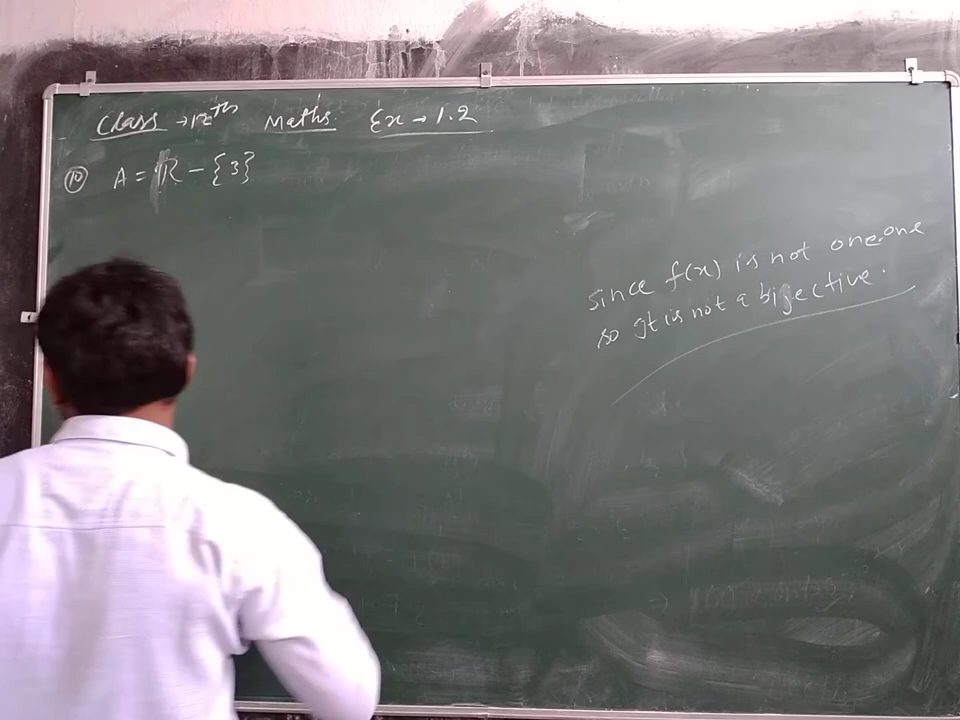 Class → 12th Maths Ex → 1.2
10 A = R - {3}
Since f(x) is not one one
so It is not a bijective.